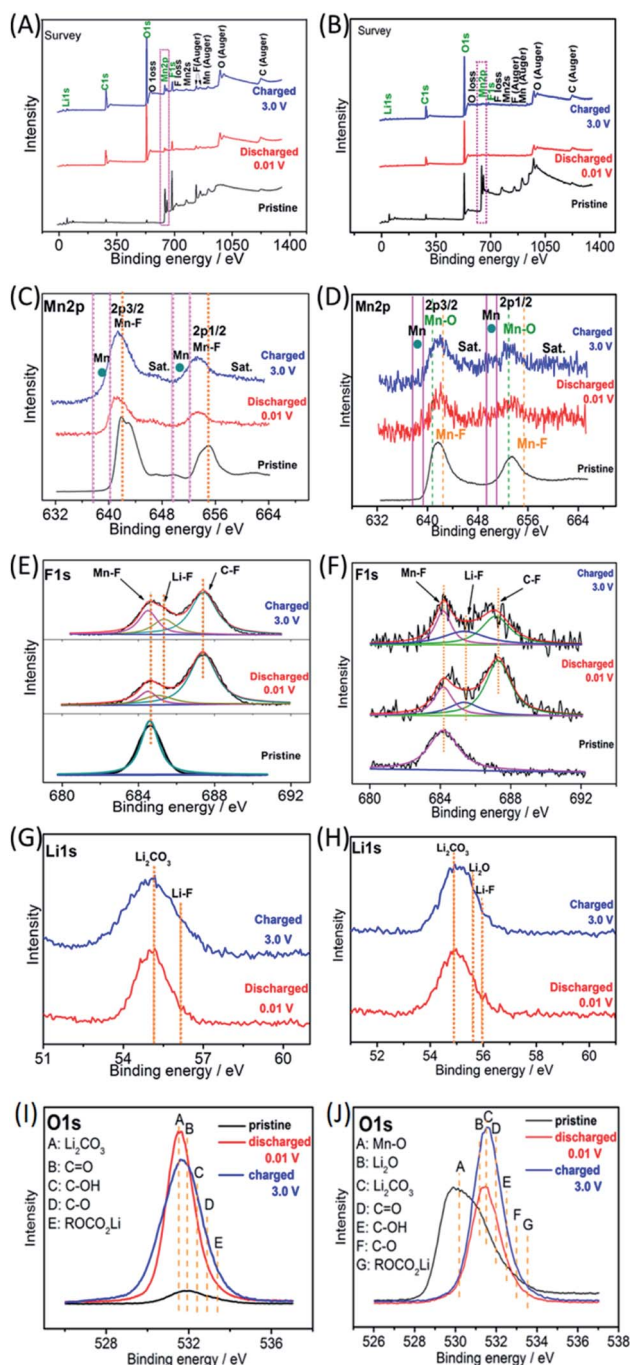 (A)
Survey
Li1s
C1s
O1s
O 1oss
Mn2p
F1s
F loss
Mn2s
F(Auger)
Mn (Auger)
O (Auger)
C (Auger)
Charged
3.0 V
Discharged
0.01 V
Pristine
Intensity
0 350 700 1050 1400
Binding energy / eV
(B)
Survey
Li1s
C1s
O1s
O loss
Mn2p
F1s
F loss
Mn2s
F (Auger)
Mn (Auger)
O (Auger)
C (Auger)
Charged
3.0 V
Discharged
0.01 V
Pristine
Intensity
0 350 700 1050 1400
Binding energy / eV
(C)
Mn2p
2p3/2
Mn-F
2p1/2
Mn-F
Mn
Sat.
Mn
Sat.
Charged
3.0 V
Discharged
0.01 V
Pristine
Intensity
632 640 648 656 664
Binding energy / eV
(D)
Mn2p
2p3/2
Mn-O
2p1/2
Mn-O
Mn
Sat.
Mn
Sat.
Charged
3.0 V
Discharged
0.01 V
Mn-F
Mn-F
Pristine
Intensity
632 640 648 656 664
Binding energy / eV
(E)
F1s
Mn-F
Li-F
C-F
Charged
3.0 V
Discharged
0.01 V
Pristine
Intensity
680 684 688 692
Binding energy / eV
(F)
F1s
Mn-F
Li-F
C-F
Charged
3.0 V
Discharged
0.01 V
Pristine
Intensity
680 684 688 692
Binding energy / eV
(G)
Li1s
Li₂CO₃
Li-F
Charged
3.0 V
Discharged
0.01 V
Intensity
51 54 57 60
Binding energy / eV
(H)
Li1s
Li₂CO₃
Li₂O
Li-F
Charged
3.0 V
Discharged
0.01 V
Intensity
52 54 56 58 60
Binding energy / eV
(I)
O1s
A: Li₂CO₃
B: C=O
C: C-OH
D: C-O
E: ROCO₂Li
A
B
C
D
E
pristine
discharged
0.01 V
charged
3.0 V
Intensity
528 532 536
Binding energy / eV
(J)
O1s
A: Mn-O
B: Li₂O
C: Li₂CO₃
D: C=O
E: C-OH
F: C-O
G: ROCO₂Li
A
B
C
D
E
F
G
pristine
discharged
0.01 V
charged
3.0 V
Intensity
526 528 530 532 534 536 538
Binding energy / eV